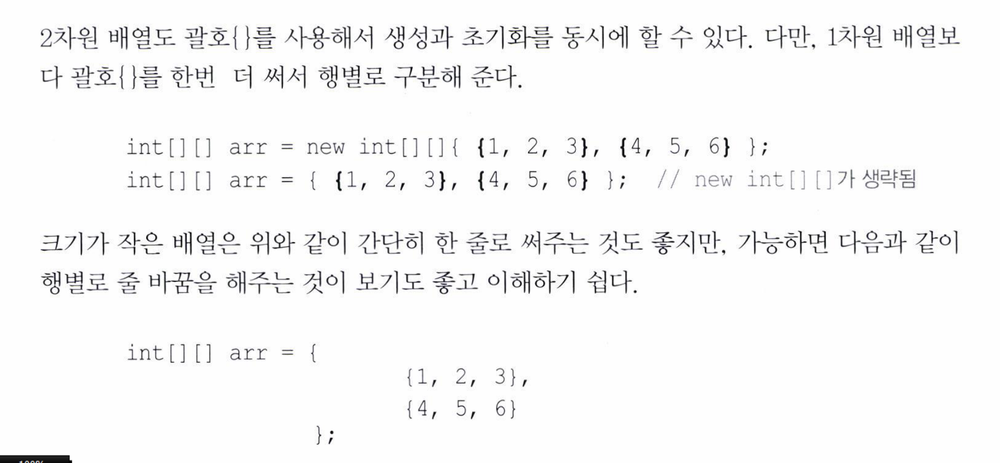 2차원 배열도 괄호{}를 사용해서 생성과 초기화를 동시에 할 수 있다. 다만, 1차원 배열보
다 괄호{}를 한번 더 써서 행별로 구분해 준다.
int[][] arr = new int[][]{ {1, 2, 3}, {4, 5, 6} };
int[][] arr = { {1, 2, 3}, {4, 5, 6} }; // new int[][]가 생략됨
크기가 작은 배열은 위와 같이 간단히 한 줄로 써주는 것도 좋지만, 가능하면 다음과 같이
행별로 줄 바꿈을 해주는 것이 보기도 좋고 이해하기 쉽다.
int[][] arr = {
{1, 2, 3},
{4, 5, 6}
};